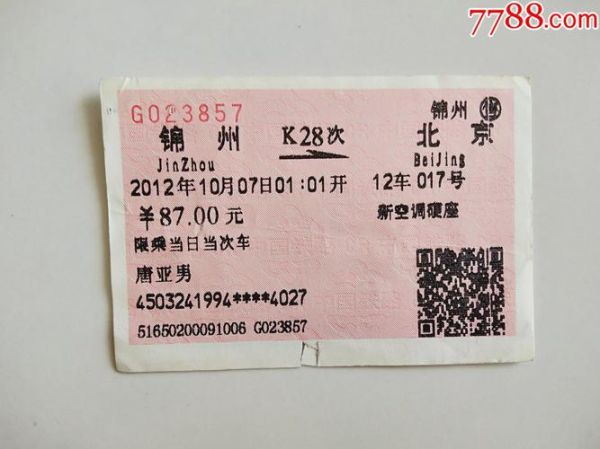 7788.com
G023857
锦州 售
锦州 K28次 北京
JinZhou BeiJing
2012年10月07日01:01开 12车017号
¥87.00元 新空调硬座
限乘当日当次车
唐亚男
4503241994****4027
51650200091006 G023857